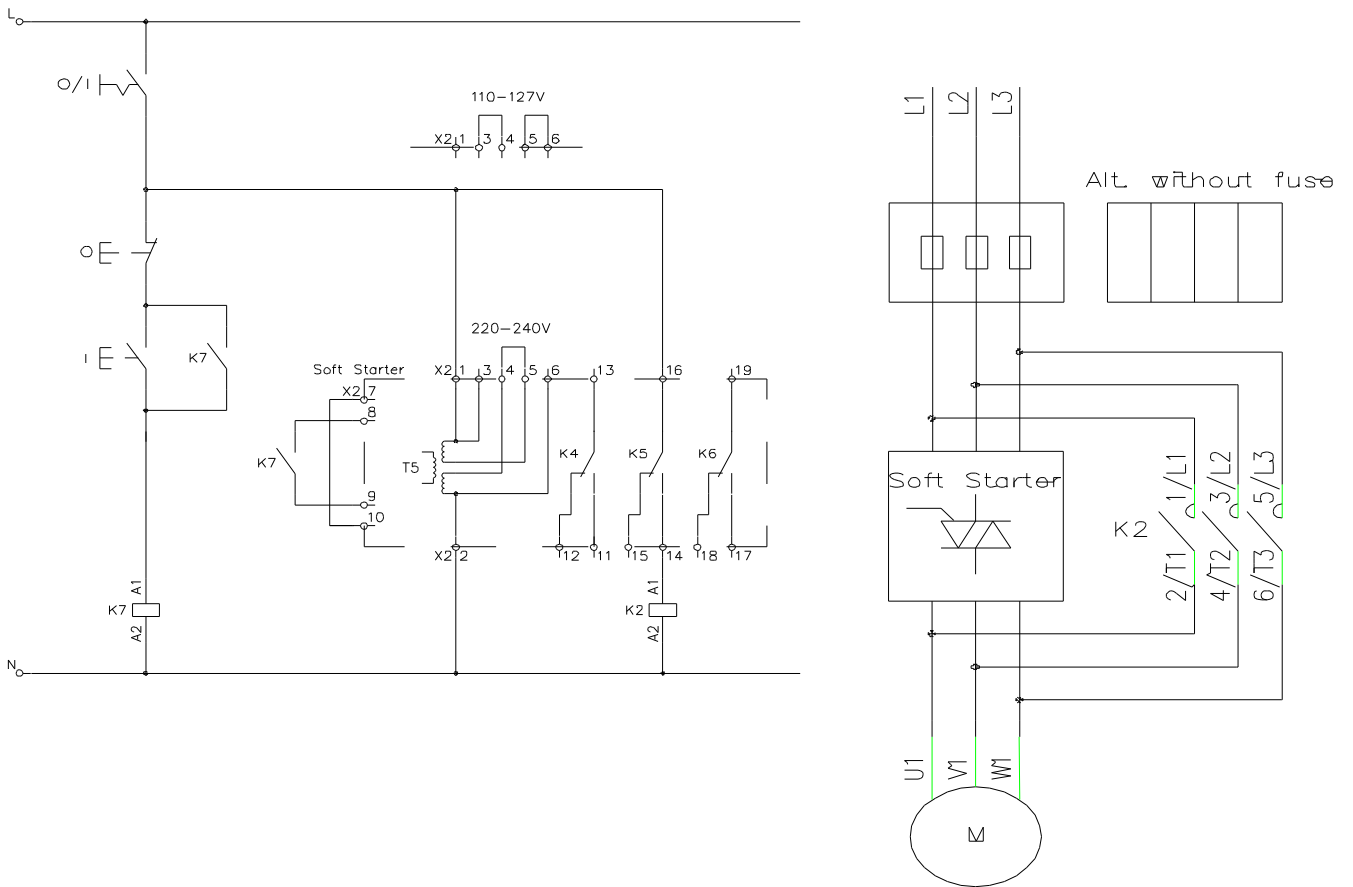 L
O/I
110-127V
X2 1 3 4 5 6
O
I
K7
220-240V
Soft Starter
X2 1 3 4 5 6 13 16 19
X2 7
8
K7
9
10
T5
K4
K5
K6
X2 2 12 11 15 14 18 17
A1
K7
A2
A1
K2
A2
N
L1 L2 L3
Alt. without fuse
Soft Starter
K2
1/L1 3/L2 5/L3
2/T1 4/T2 6/T3
U1 V1 W1
M